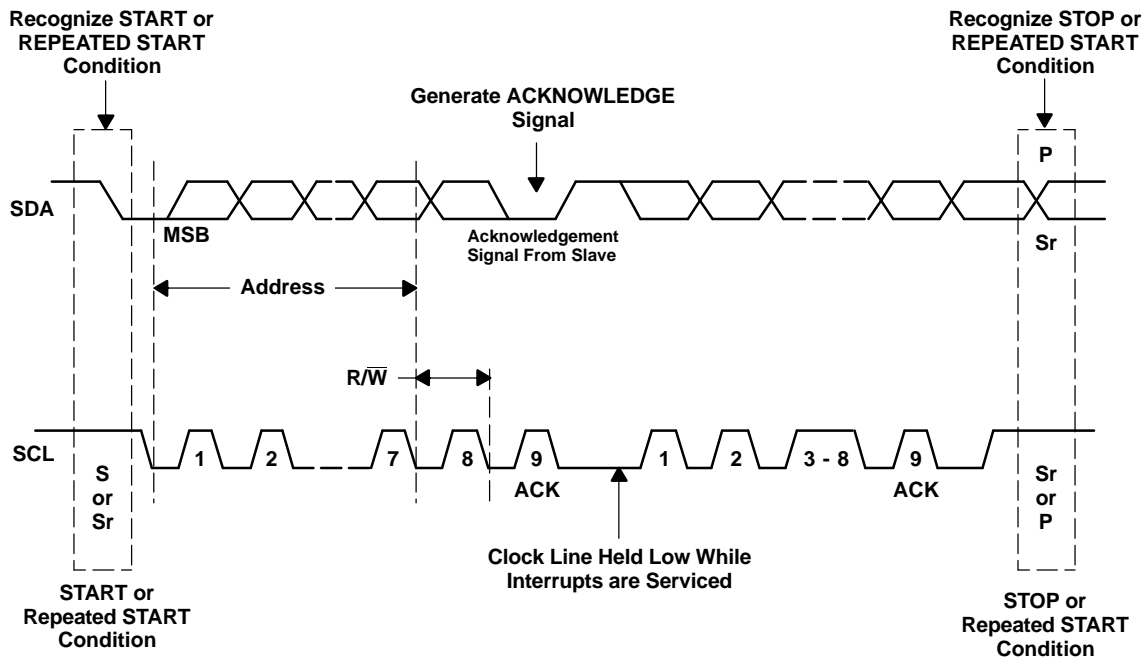 Recognize START or
REPEATED START
Condition
Recognize STOP or
REPEATED START
Condition
Generate ACKNOWLEDGE
Signal
P
SDA
MSB
Acknowledgement
Signal From Slave
Sr
Address
R/W̅
SCL
1
2
7
8
9
1
2
3 - 8
9
ACK
ACK
S
or
Sr
Sr
or
P
Clock Line Held Low While
Interrupts are Serviced
START or
Repeated START
Condition
STOP or
Repeated START
Condition